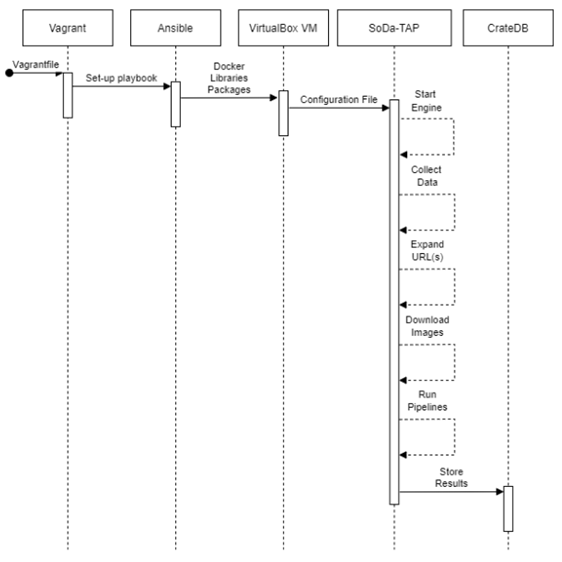 Vagrant
Ansible
VirtualBox VM
SoDa-TAP
CrateDB
Vagrantfile
Set-up playbook
Docker
Libraries
Packages
Configuration File
Start
Engine
Collect
Data
Expand
URL(s)
Download
Images
Run
Pipelines
Store
Results